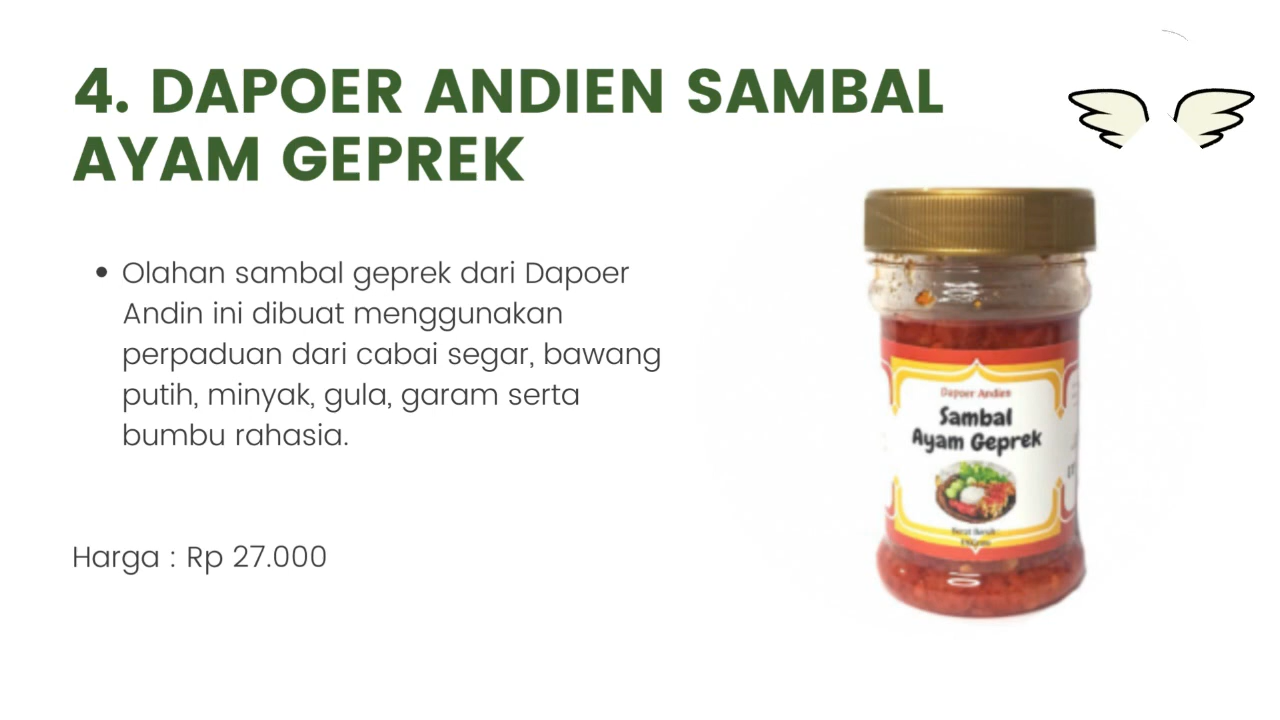 4. DAPOER ANDIEN SAMBAL
AYAM GEPREK
Olahan sambal geprek dari Dapoer
Andin ini dibuat menggunakan
perpaduan dari cabai segar, bawang
putih, minyak, gula, garam serta
bumbu rahasia.
Harga : Rp 27.000
Dapoer Andien
Sambal
Ayam Geprek